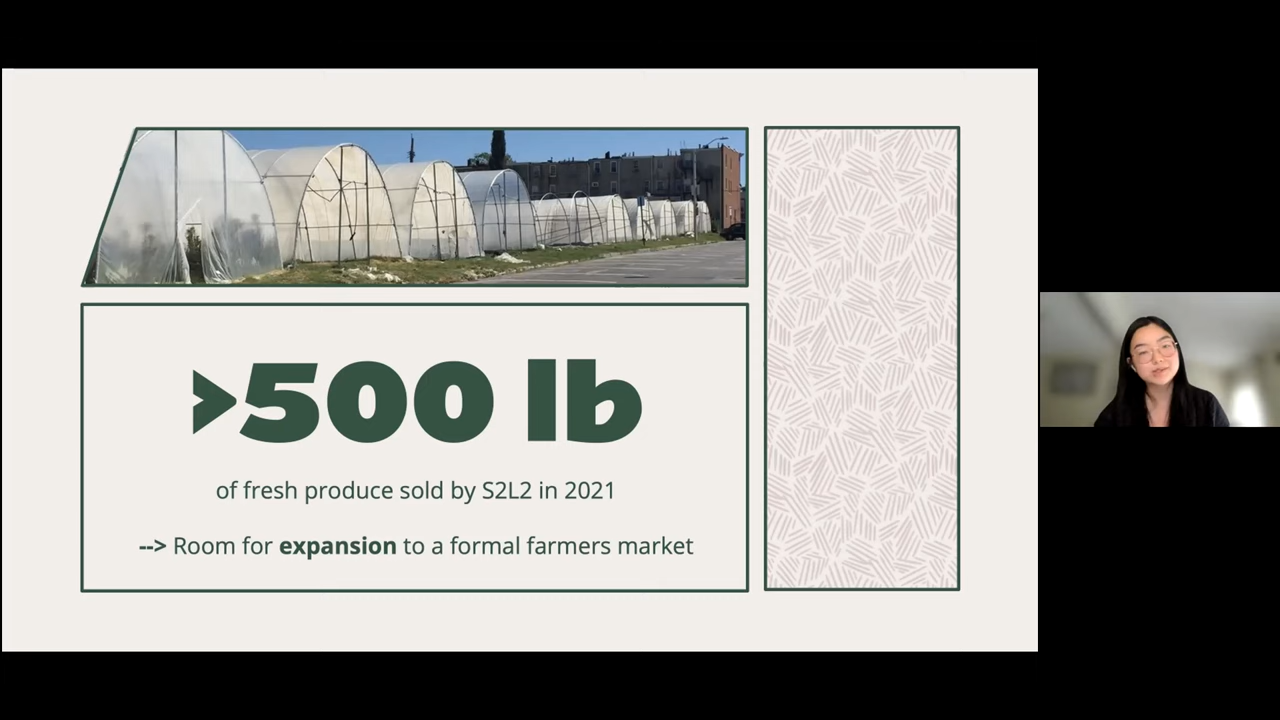 >500 lb
of fresh produce sold by S2L2 in 2021
--> Room for expansion to a formal farmers market